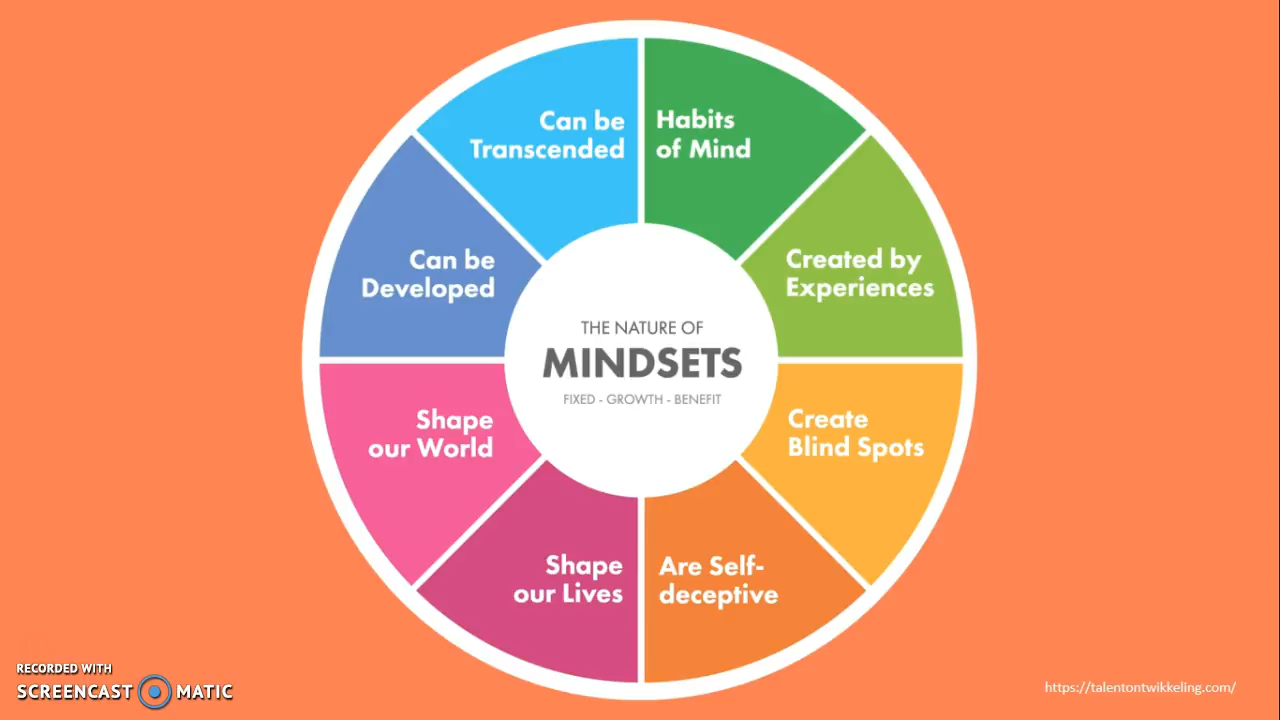 Can be
Transcended
Habits
of Mind
Can be
Developed
Created by
Experiences
THE NATURE OF
MINDSETS
FIXED - GROWTH - BENEFIT
Shape
our World
Create
Blind Spots
Shape
our Lives
Are Self-
deceptive
RECORDED WITH
SCREENCAST MATIC
https://talentontwikkeling.com/